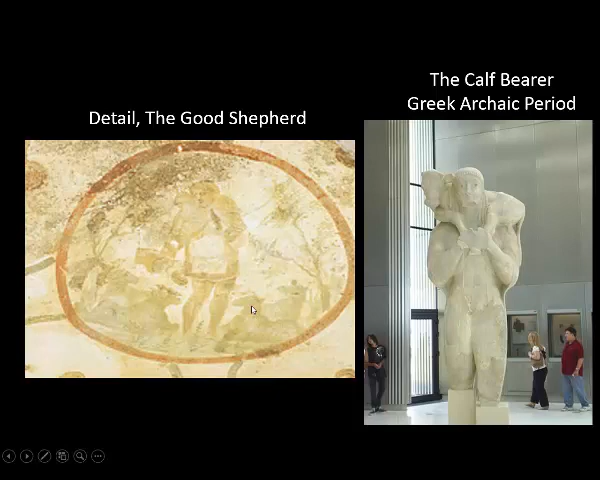 Detail, The Good Shepherd
The Calf Bearer
Greek Archaic Period